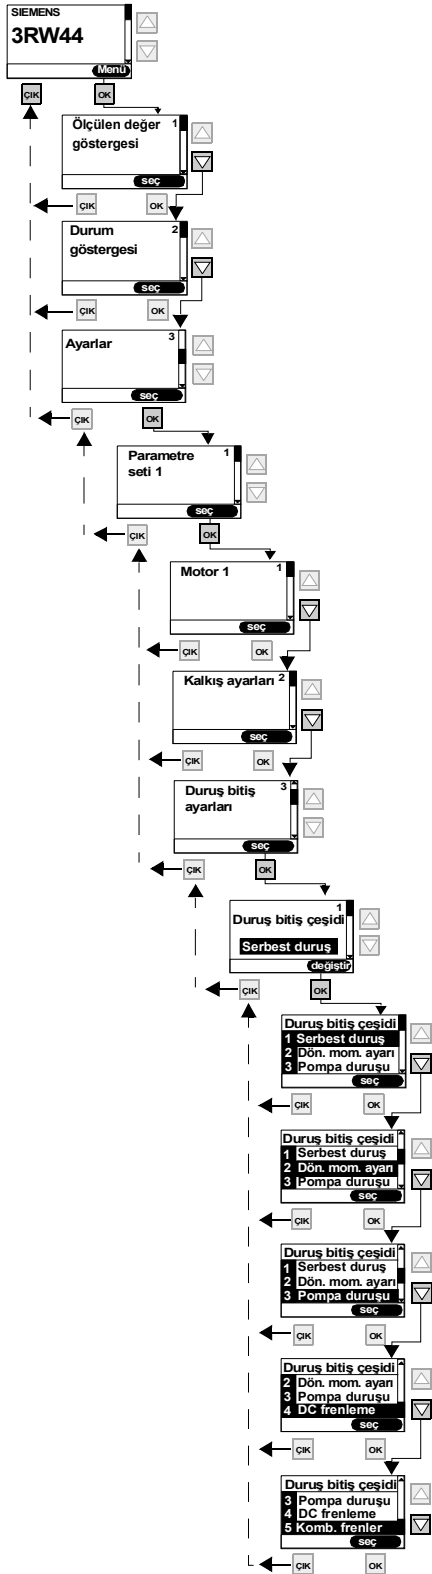 SIEMENS
3RW44
Menü
ÇIK
OK
Ölçülen değer 1
göstergesi
seç
ÇIK
OK
Durum 2
göstergesi
seç
ÇIK
OK
Ayarlar 3
seç
ÇIK
OK
Parametre 1
seti 1
seç
ÇIK
OK
Motor 1 1
seç
ÇIK
OK
Kalkış ayarları 2
seç
ÇIK
OK
Duruş bitiş 3
ayarları
seç
ÇIK
OK
1
Duruş bitiş çeşidi
Serbest duruş
değiştir
ÇIK
OK
Duruş bitiş çeşidi
1 Serbest duruş
2 Dön. mom. ayarı
3 Pompa duruşu
seç
ÇIK
OK
Duruş bitiş çeşidi
1 Serbest duruş
2 Dön. mom. ayarı
3 Pompa duruşu
seç
ÇIK
OK
Duruş bitiş çeşidi
1 Serbest duruş
2 Dön. mom. ayarı
3 Pompa duruşu
seç
ÇIK
OK
Duruş bitiş çeşidi
2 Dön. mom. ayarı
3 Pompa duruşu
4 DC frenleme
seç
ÇIK
OK
Duruş bitiş çeşidi
3 Pompa duruşu
4 DC frenleme
5 Komb. frenler
seç
ÇIK
OK